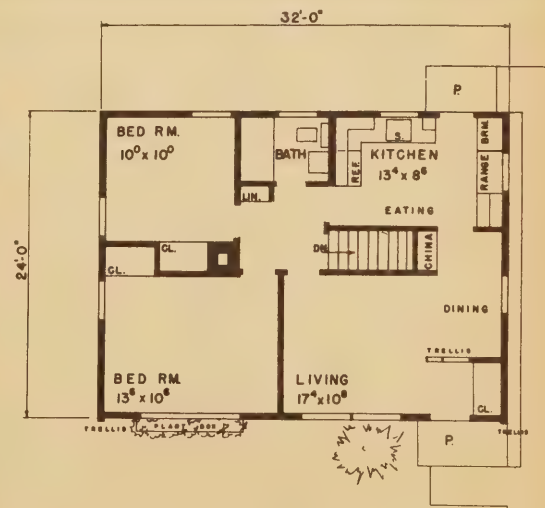 32'-0"
P.
BED RM.
10⁰ x 10⁰
BATH
S.
KITCHEN
13⁴ x 8⁶
REF.
BRM.
RANGE
LIN.
EATING
24'-0"
CL.
CL.
DN.
CHINA
DINING
TRELLIS
BED RM.
13⁶ x 10⁶
LIVING
17⁴ x 10⁸
CL.
TRELLIS
PLANT BOX
P.
TRELLIS